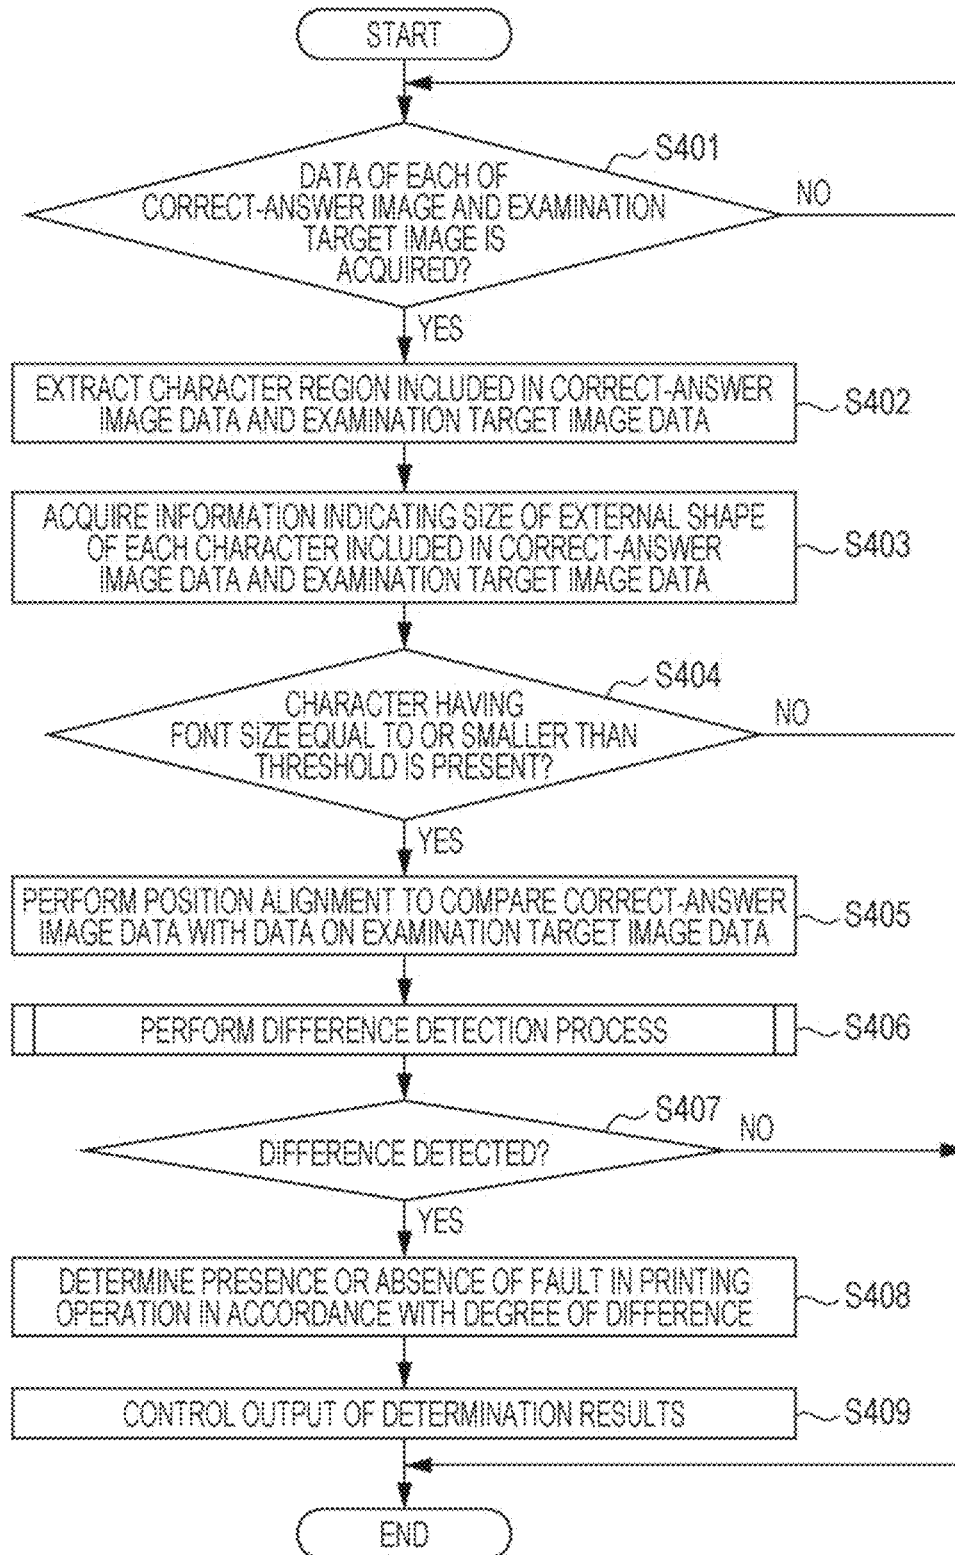 START
S401
DATA OF EACH OF
CORRECT-ANSWER IMAGE AND EXAMINATION
TARGET IMAGE IS
ACQUIRED?
NO
YES
EXTRACT CHARACTER REGION INCLUDED IN CORRECT-ANSWER
IMAGE DATA AND EXAMINATION TARGET IMAGE DATA
S402
ACQUIRE INFORMATION INDICATING SIZE OF EXTERNAL SHAPE
OF EACH CHARACTER INCLUDED IN CORRECT-ANSWER
IMAGE DATA AND EXAMINATION TARGET IMAGE DATA
S403
S404
CHARACTER HAVING
FONT SIZE EQUAL TO OR SMALLER THAN
THRESHOLD IS PRESENT?
NO
YES
PERFORM POSITION ALIGNMENT TO COMPARE CORRECT-ANSWER
IMAGE DATA WITH DATA ON EXAMINATION TARGET IMAGE DATA
S405
PERFORM DIFFERENCE DETECTION PROCESS
S406
S407
DIFFERENCE DETECTED?
NO
YES
DETERMINE PRESENCE OR ABSENCE OF FAULT IN PRINTING
OPERATION IN ACCORDANCE WITH DEGREE OF DIFFERENCE
S408
CONTROL OUTPUT OF DETERMINATION RESULTS
S409
END